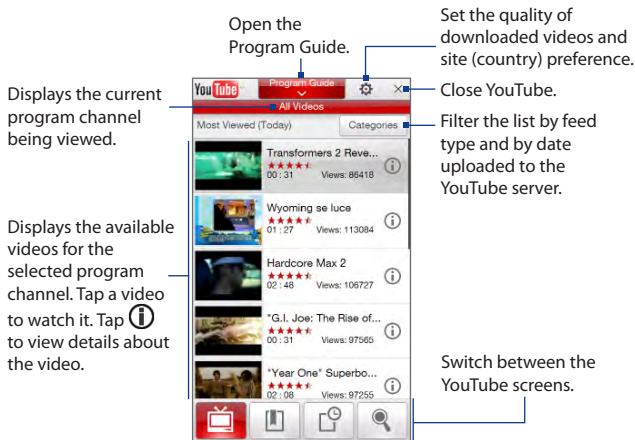 Open the
Program Guide.
Set the quality of
downloaded videos and
site (country) preference.
Displays the current
program channel
being viewed.
You Tube
Program Guide
Close YouTube.
All Videos
Most Viewed (Today)
Categories
Filter the list by feed
type and by date
uploaded to the
YouTube server.
Transformers 2 Reve...
00 : 31 Views: 86418
Wyoming se luce
01 : 27 Views: 113084
Hardcore Max 2
02 : 48 Views: 106727
"G.I. Joe: The Rise of...
00 : 31 Views: 97565
"Year One" Superbo...
02 : 08 Views: 97255
Displays the available
videos for the
selected program
channel. Tap a video
to watch it. Tap
to view details about
the video.
Switch between the
YouTube screens.